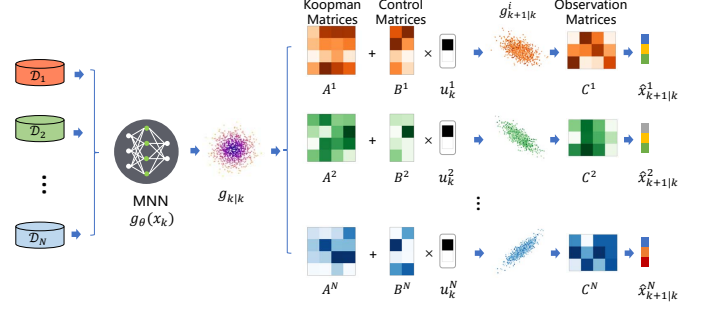 Koopman Matrices
Control Matrices
g^i_{k+1|k}
Observation Matrices
𝒟_1
+
×
A^1
B^1
u^1_k
C^1
x̂^1_{k+1|k}
𝒟_2
+
×
A^2
B^2
u^2_k
C^2
x̂^2_{k+1|k}
MNN
g_θ(x_k)
g_{k|k}
𝒟_N
+
×
A^N
B^N
u^N_k
C^N
x̂^N_{k+1|k}